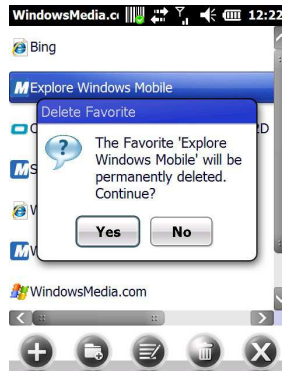 WindowsMedia.c
12:22
Bing
Explore Windows Mobile
Delete Favorite
The Favorite 'Explore
Windows Mobile' will be
permanently deleted.
Continue?
Yes No
WindowsMedia.com